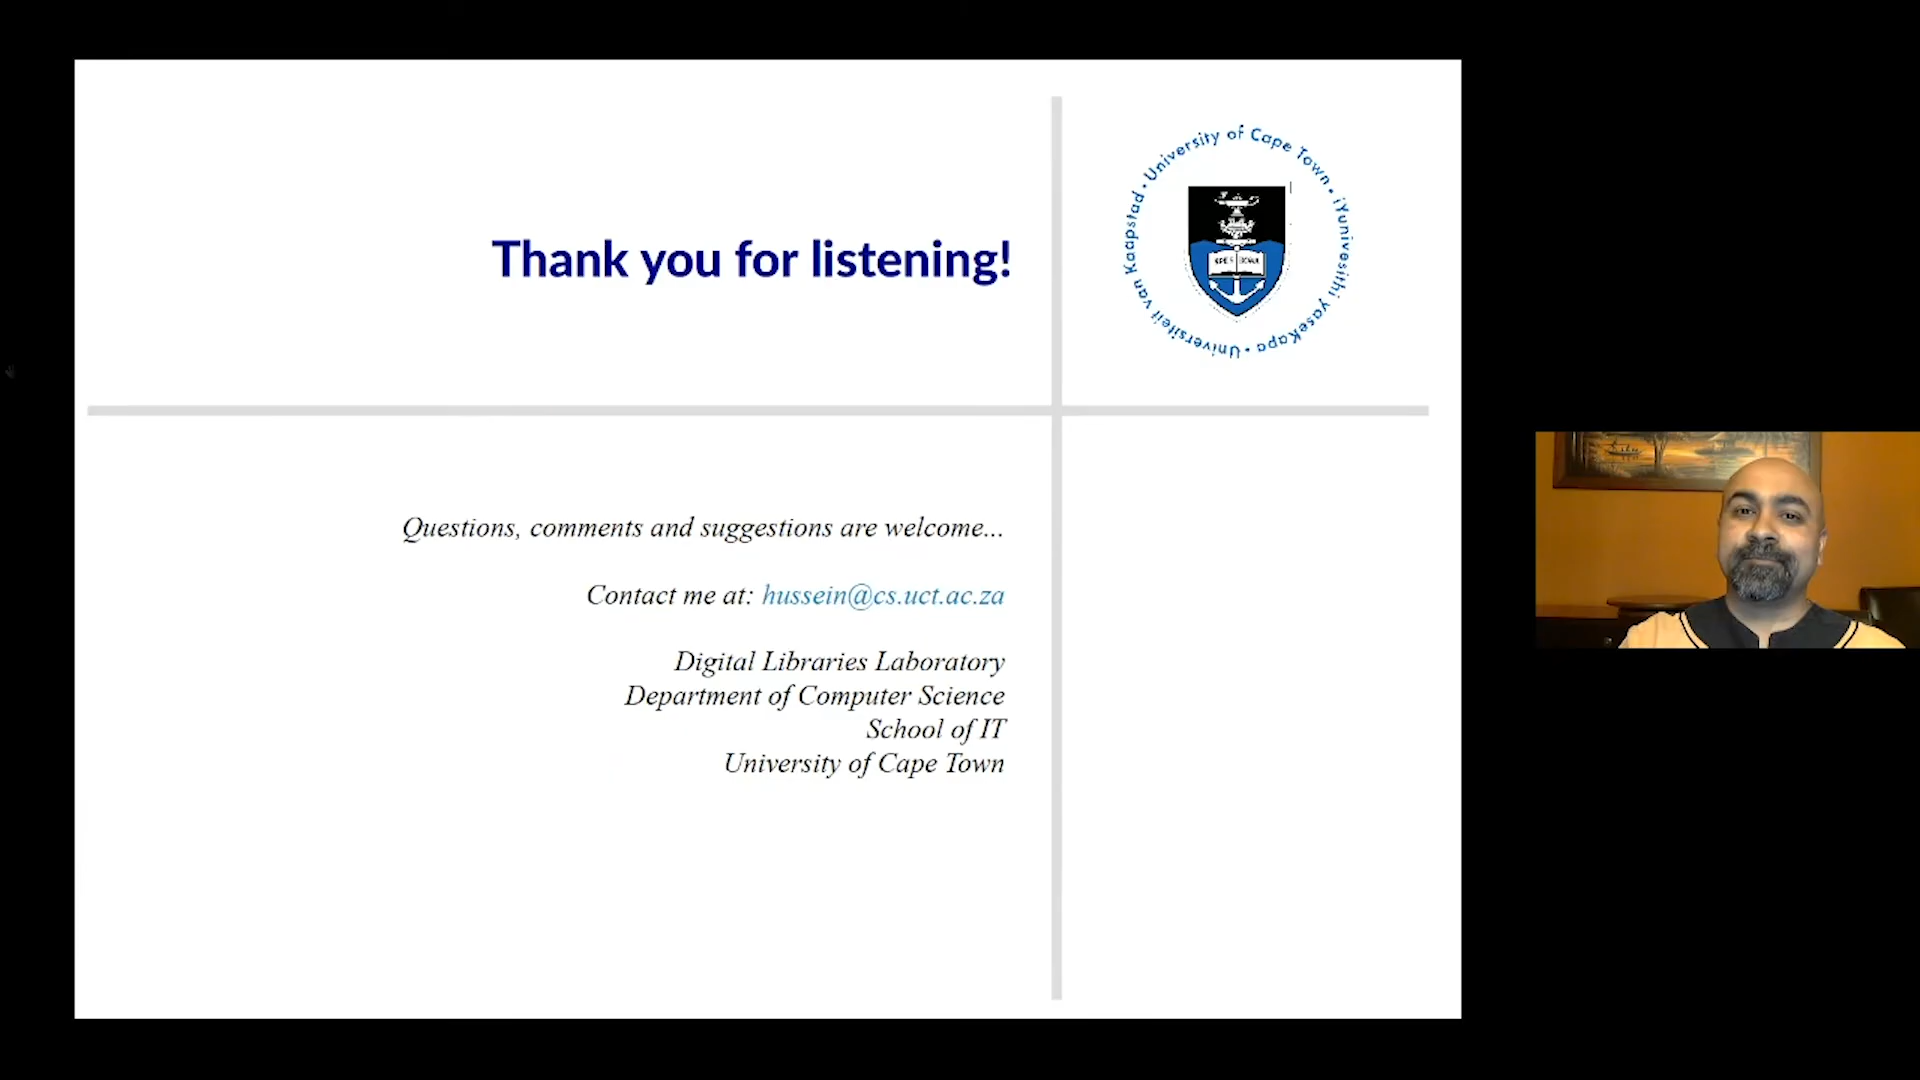 Thank you for listening!
University of Cape Town • iYunivesithi yaseKapa • Universiteit van Kaapstad •
Questions, comments and suggestions are welcome...
Contact me at: hussein@cs.uct.ac.za
Digital Libraries Laboratory
Department of Computer Science
School of IT
University of Cape Town